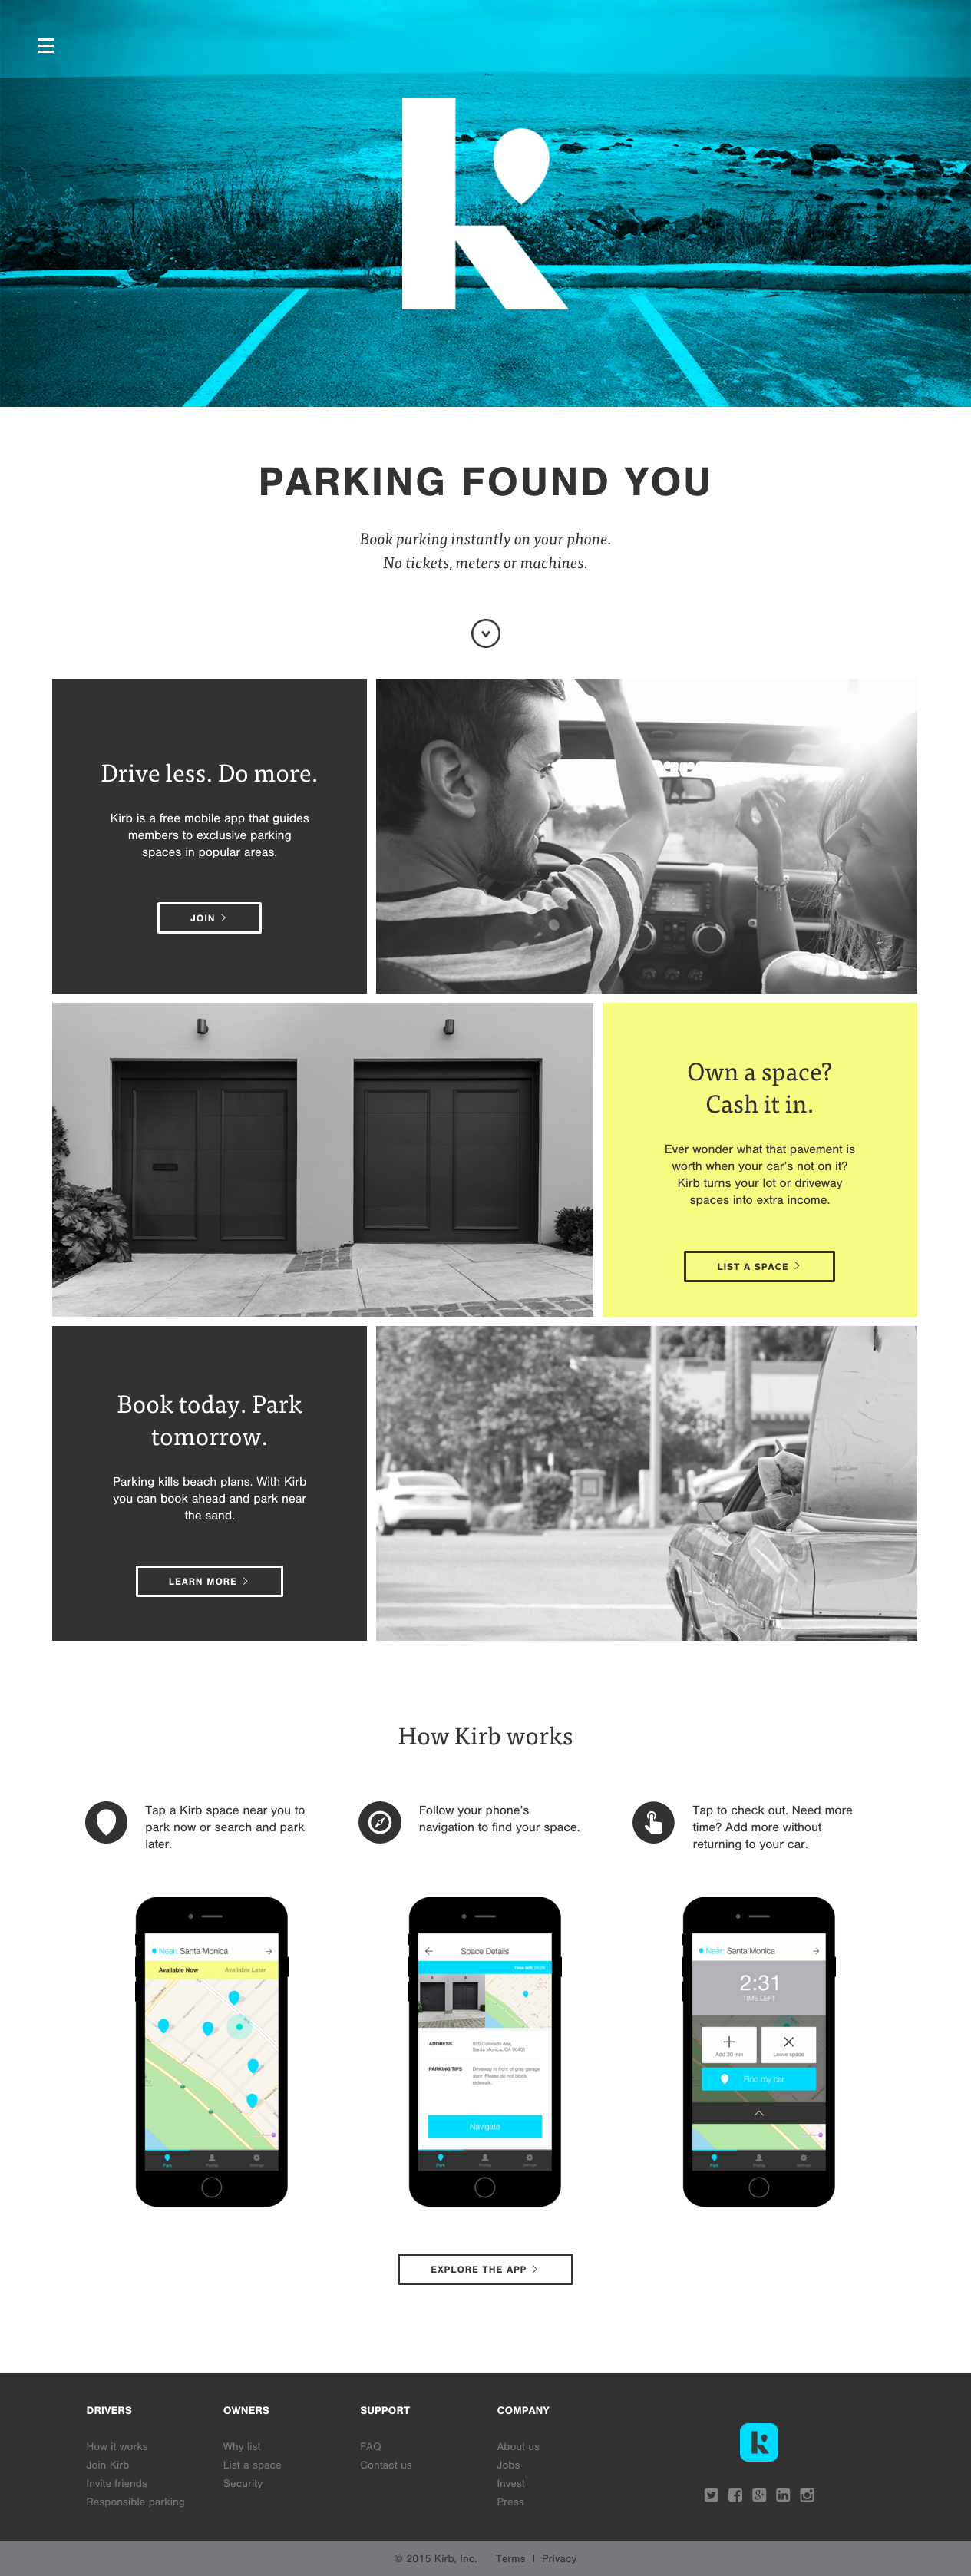 PARKING FOUND YOU
Book parking instantly on your phone.
No tickets, meters or machines.
Drive less. Do more.
Kirb is a free mobile app that guides
members to exclusive parking
spaces in popular areas.
JOIN
Own a space?
Cash it in.
Ever wonder what that pavement is
worth when your car's not on it?
Kirb turns your lot or driveway
spaces into extra income.
LIST A SPACE
Book today. Park
tomorrow.
Parking kills beach plans. With Kirb
you can book ahead and park near
the sand.
LEARN MORE
How Kirb works
Tap a Kirb space near you to
park now or search and park
later.
Follow your phone's
navigation to find your space.
Tap to check out. Need more
time? Add more without
returning to your car.
Near: Santa Monica
Available Now Available Later
Park Profile Settings
Space Details
Time left
ADDRESS 929 Colorado Ave,
Santa Monica, CA 90401
PARKING TIPS Driveway in front of gray garage
door. Please do not block
sidewalk.
Navigate
Park Profile Settings
Near: Santa Monica
2:31
TIME LEFT
Add 30 min Leave space
Find my car
Park Profile Settings
EXPLORE THE APP
DRIVERS OWNERS SUPPORT COMPANY
How it works Why list FAQ About us
Join Kirb List a space Contact us Jobs
Invite friends Security Invest
Responsible parking Press
© 2015 Kirb, Inc. Terms | Privacy